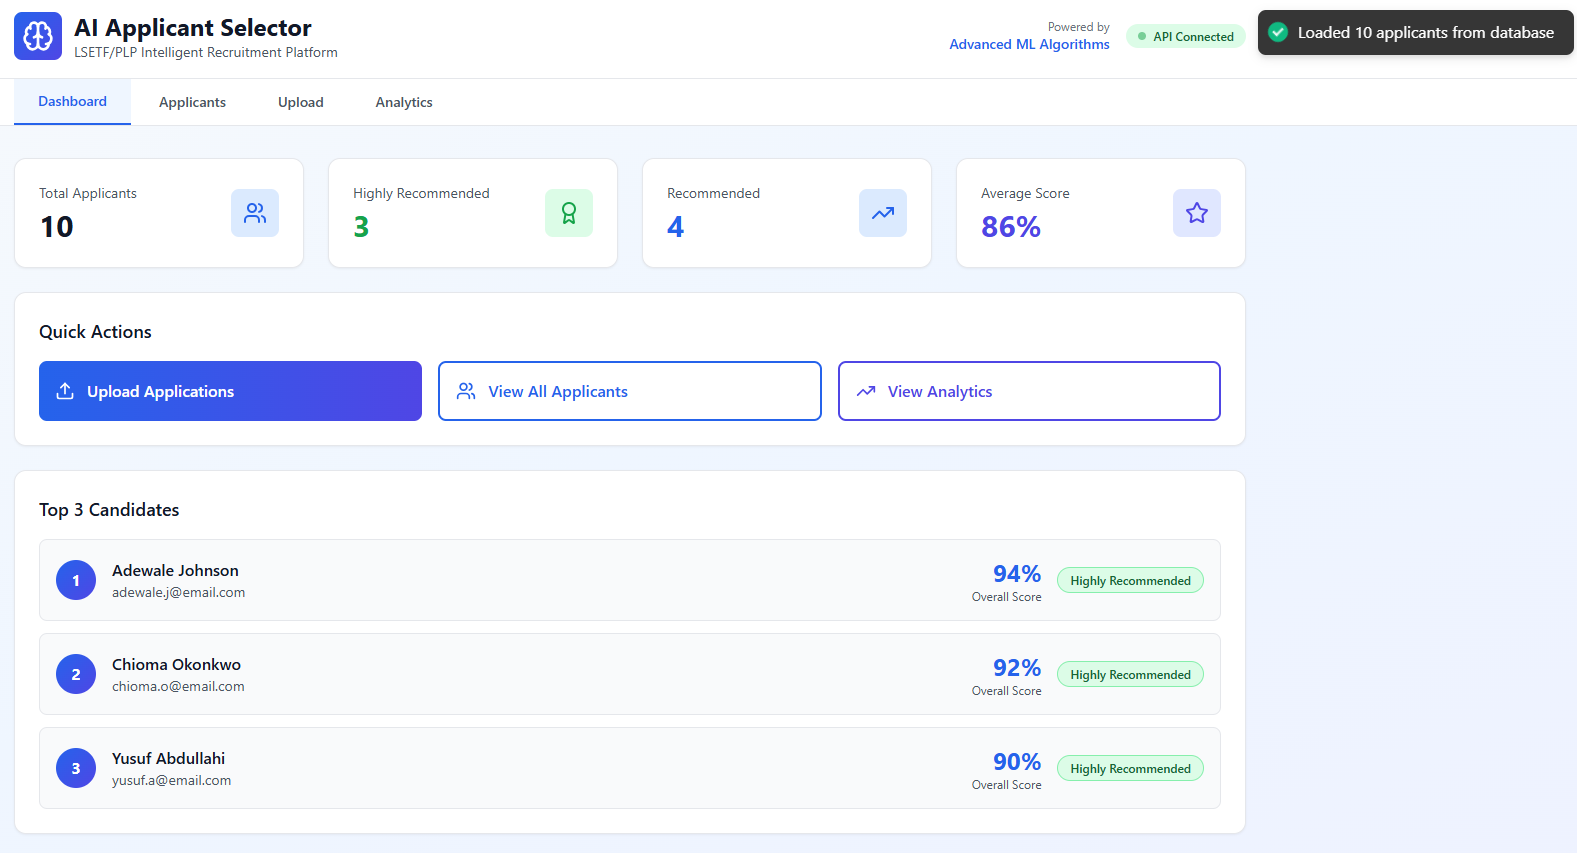 AI Applicant Selector
LSETF/PLP Intelligent Recruitment Platform
Powered by
Advanced ML Algorithms
API Connected
Loaded 10 applicants from database
Dashboard
Applicants
Upload
Analytics
Total Applicants
10
Highly Recommended
3
Recommended
4
Average Score
86%
Quick Actions
Upload Applications
View All Applicants
View Analytics
Top 3 Candidates
1
Adewale Johnson
adewale.j@email.com
94%
Overall Score
Highly Recommended
2
Chioma Okonkwo
chioma.o@email.com
92%
Overall Score
Highly Recommended
3
Yusuf Abdullahi
yusuf.a@email.com
90%
Overall Score
Highly Recommended